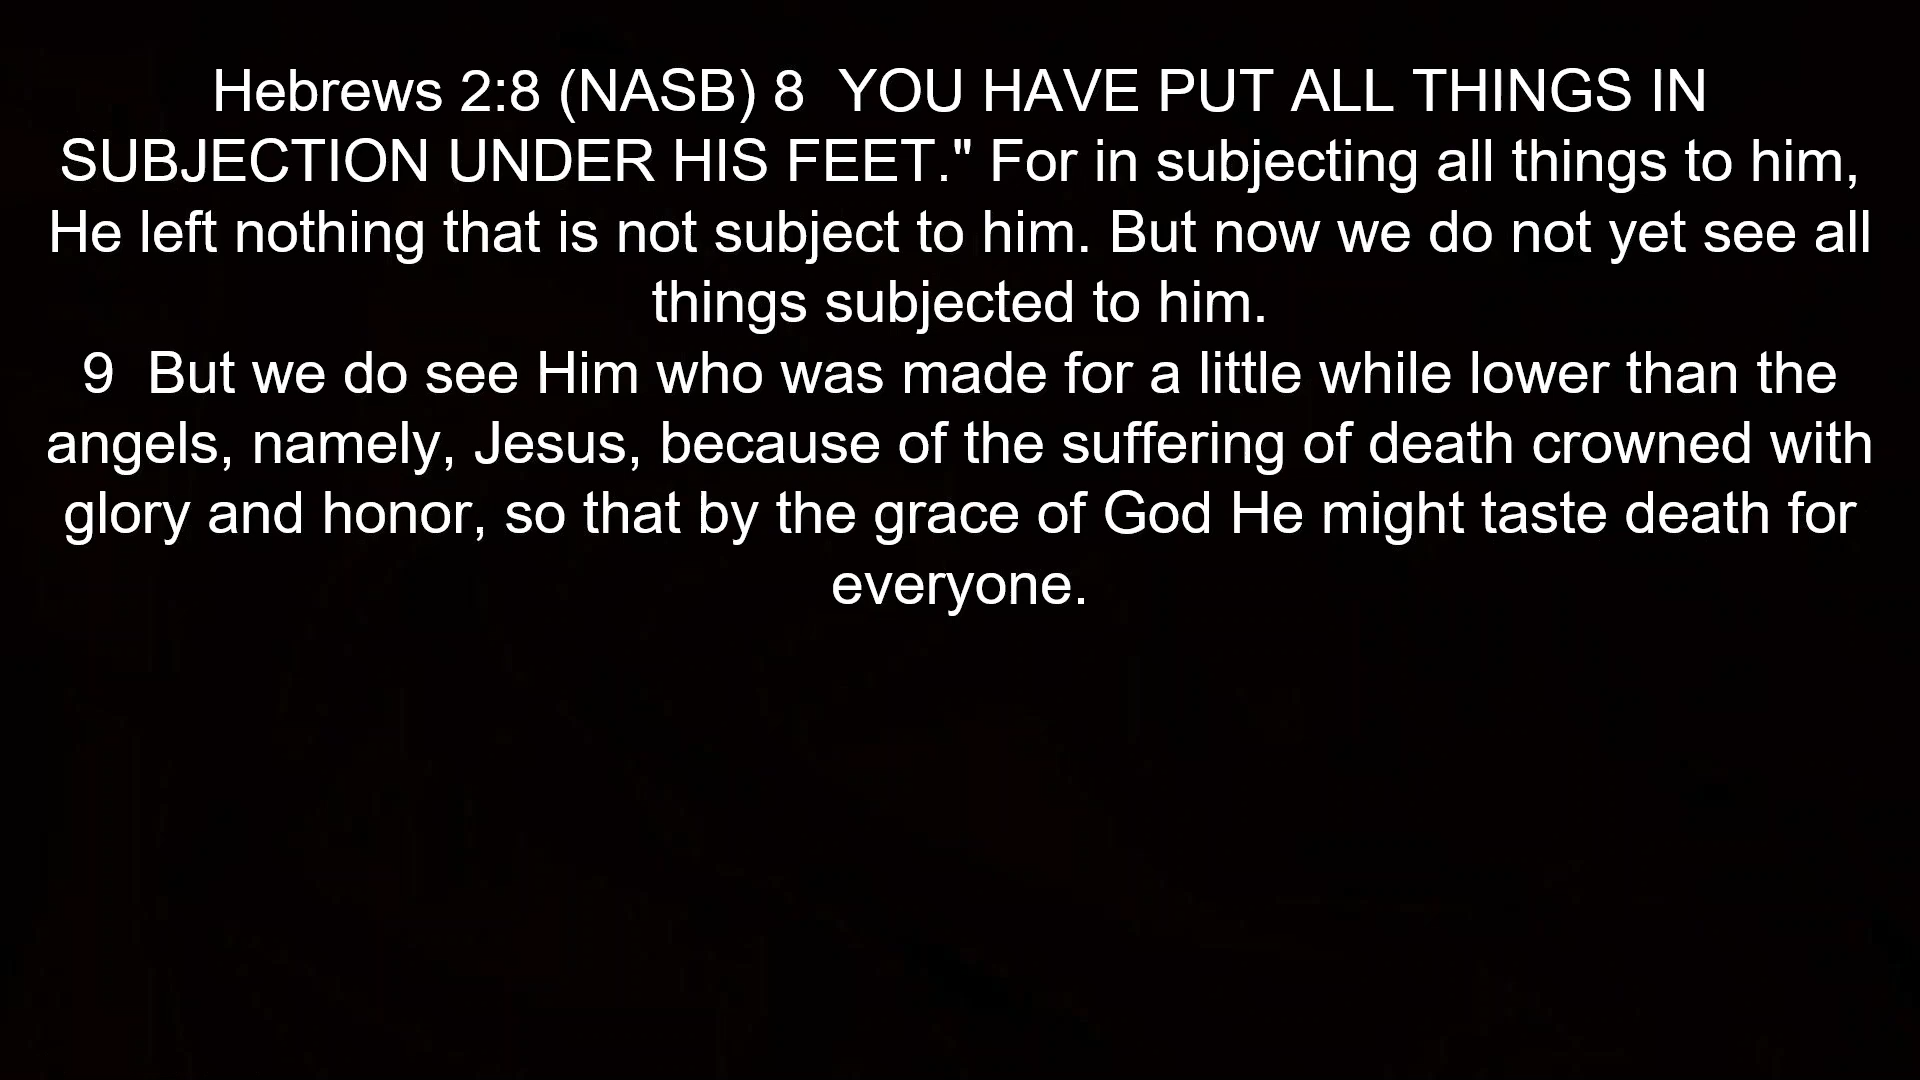 Hebrews 2:8 (NASB) 8  YOU HAVE PUT ALL THINGS IN
SUBJECTION UNDER HIS FEET." For in subjecting all things to him,
He left nothing that is not subject to him. But now we do not yet see all
things subjected to him.
9  But we do see Him who was made for a little while lower than the
angels, namely, Jesus, because of the suffering of death crowned with
glory and honor, so that by the grace of God He might taste death for
everyone.